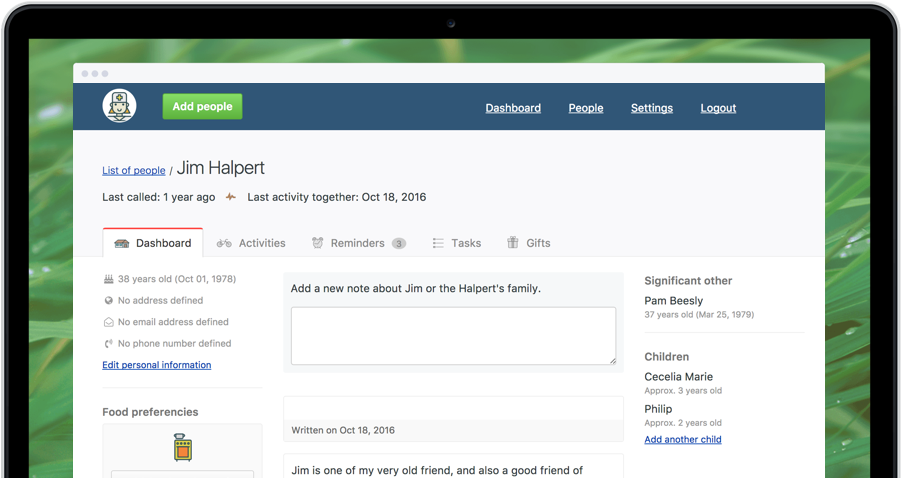 Add people
Dashboard People Settings Logout
List of people / Jim Halpert
Last called: 1 year ago Last activity together: Oct 18, 2016
Dashboard Activities Reminders 3 Tasks Gifts
38 years old (Oct 01, 1978)
No address defined
No email address defined
No phone number defined
Edit personal information
Food preferencies
Add a new note about Jim or the Halpert's family.
Written on Oct 18, 2016
Jim is one of my very old friend, and also a good friend of
Significant other
Pam Beesly
37 years old (Mar 25, 1979)
Children
Cecelia Marie
Approx. 3 years old
Philip
Approx. 2 years old
Add another child